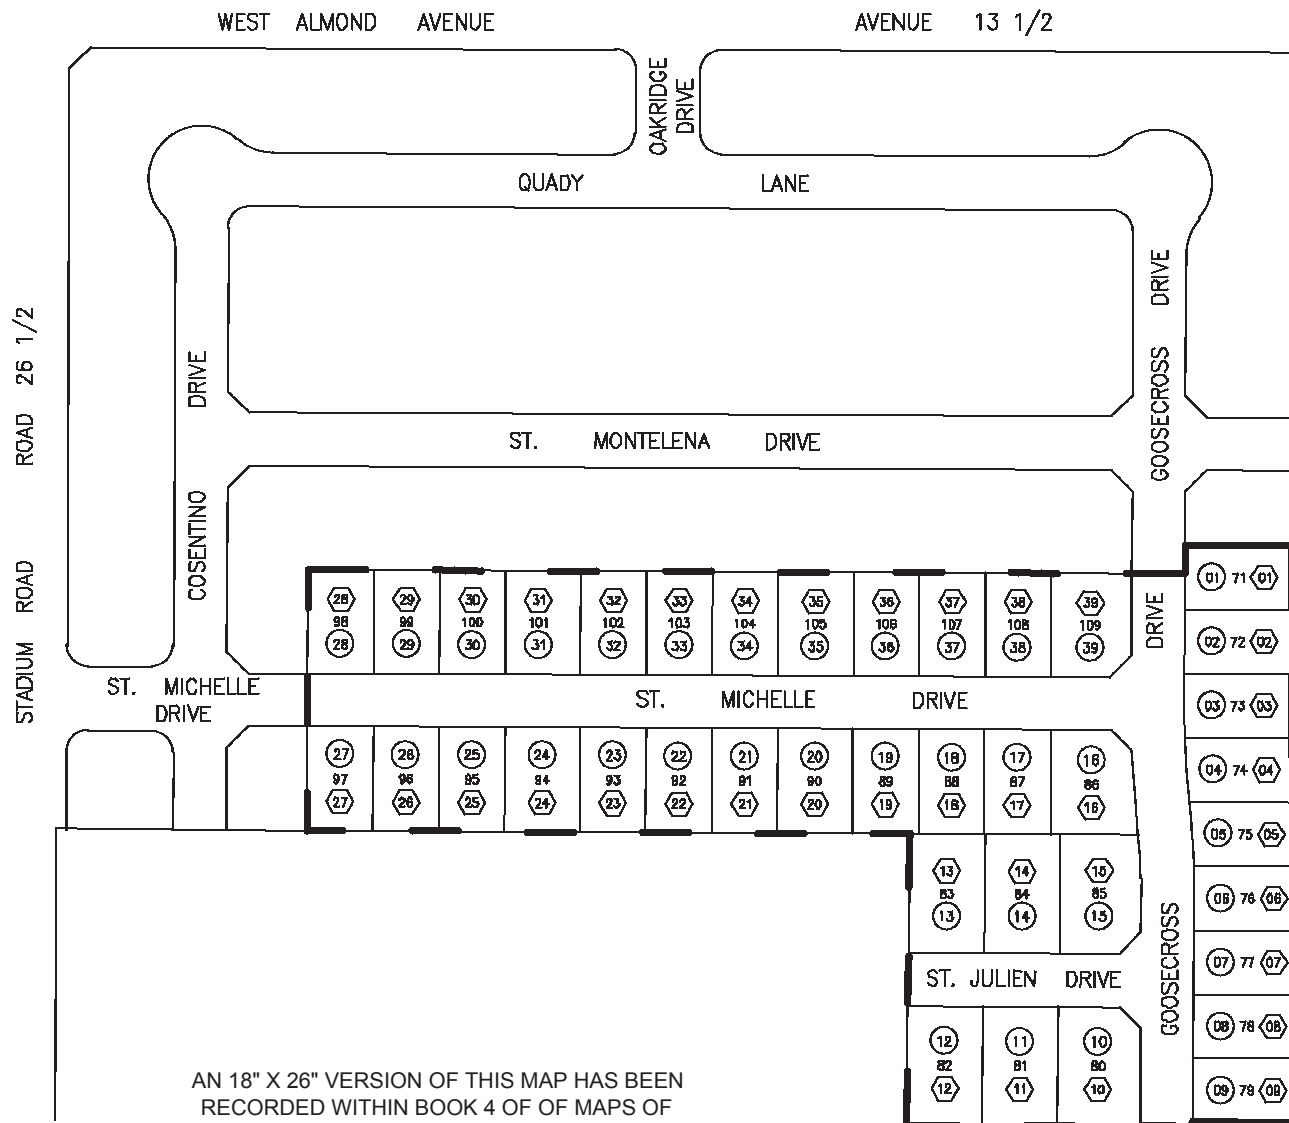 WEST ALMOND AVENUE AVENUE 13 1/2
OAKRIDGE
DRIVE
QUADY LANE
STADIUM ROAD ROAD 26 1/2
COSENTINO DRIVE
GOOSECROSS DRIVE
ST. MONTELENA DRIVE
28 29 30 31 32 33 34 35 36 37 38 39
98 99 100 101 102 103 104 105 106 107 108 109
28 29 30 31 32 33 34 35 36 37 38 39
ST. MICHELLE
DRIVE
ST. MICHELLE DRIVE
27 26 25 24 23 22 21 20 19 18 17 16
97 96 95 94 93 92 91 90 89 88 87 86
27 26 25 24 23 22 21 20 19 18 17 16
GOOSECROSS DRIVE
01 71 01
02 72 02
03 73 03
04 74 04
05 75 05
06 76 06
07 77 07
08 78 08
09 79 09
13 14 15
83 84 85
13 14 15
ST. JULIEN DRIVE
12 11 10
82 81 80
12 11 10
AN 18" X 26" VERSION OF THIS MAP HAS BEEN
RECORDED WITHIN BOOK 4 OF OF MAPS OF